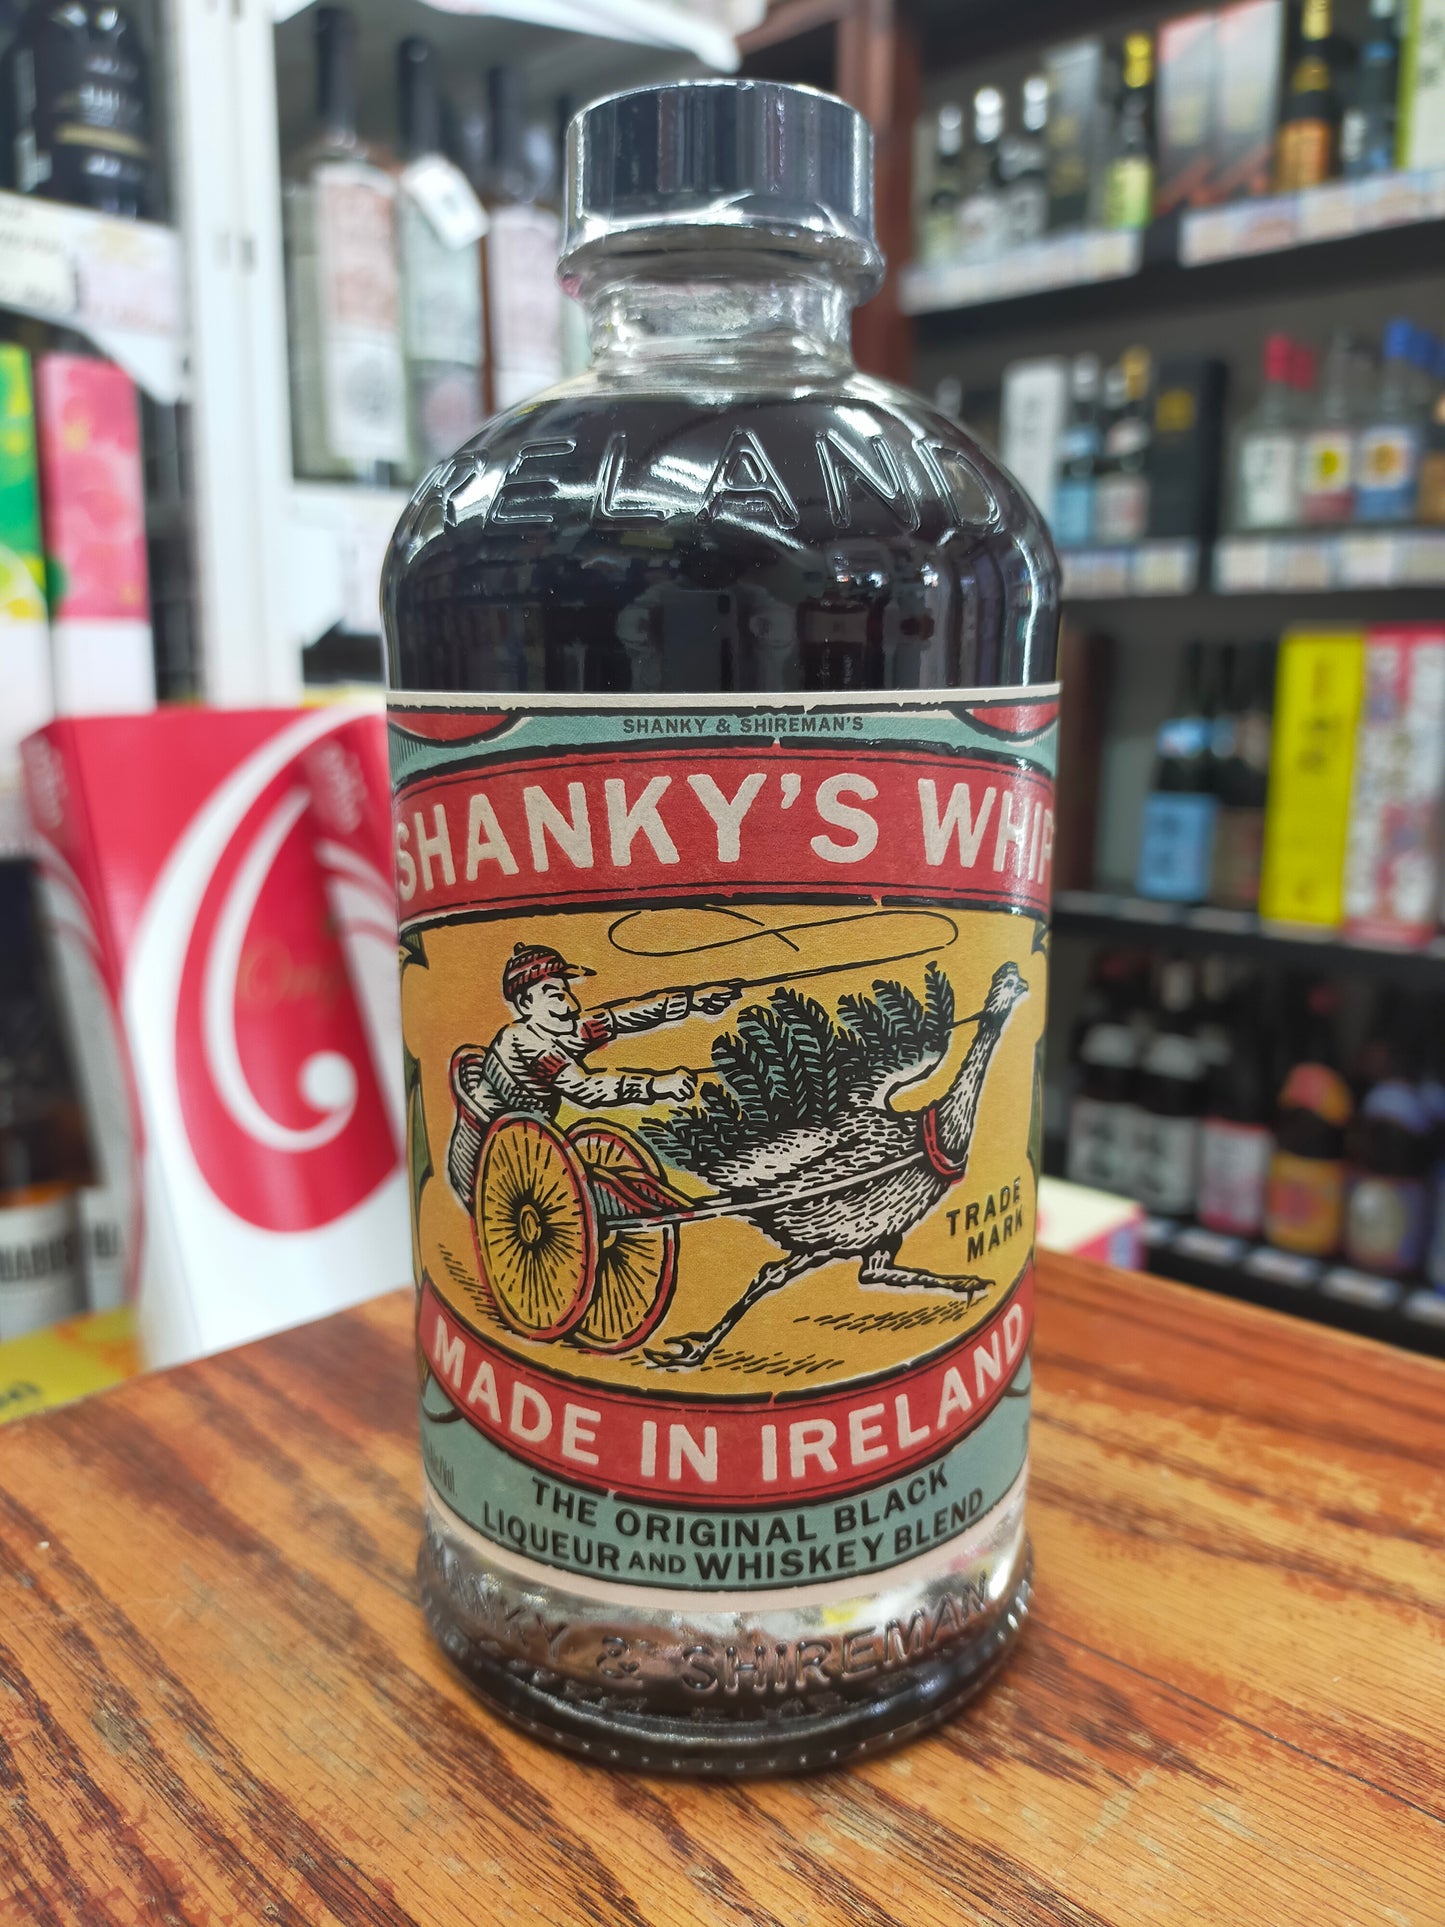 IRELAND
SHANKY & SHIREMAN'S
SHANKY'S WHIP
TRADE
MARK
MADE IN IRELAND
THE ORIGINAL BLACK
LIQUEUR AND WHISKEY BLEND
SHANKY & SHIREMAN